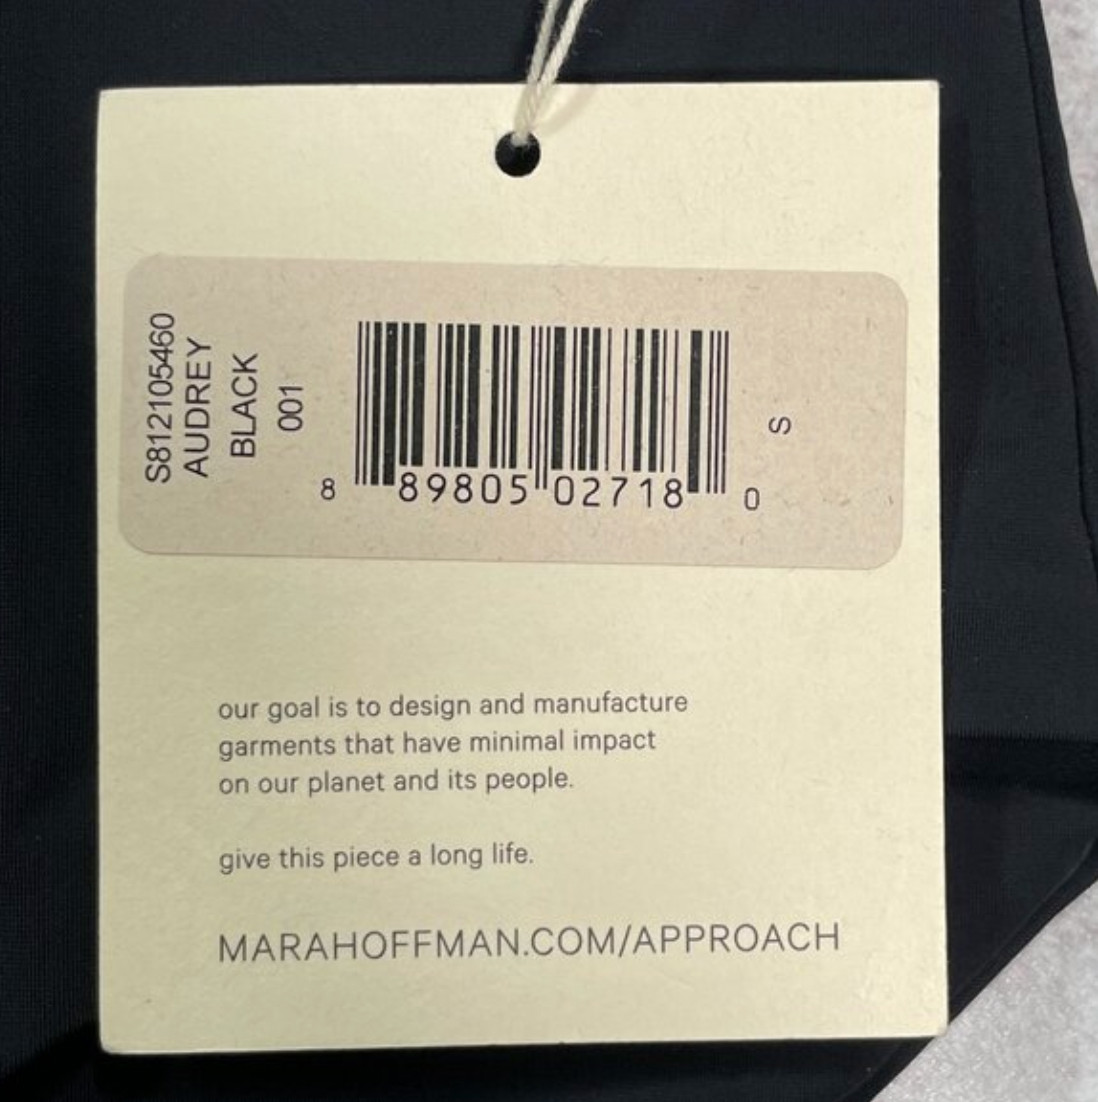 S812105460
AUDREY
BLACK
001
8 89805 02718 0
S
our goal is to design and manufacture
garments that have minimal impact
on our planet and its people.
give this piece a long life.
MARAHOFFMAN.COM/APPROACH